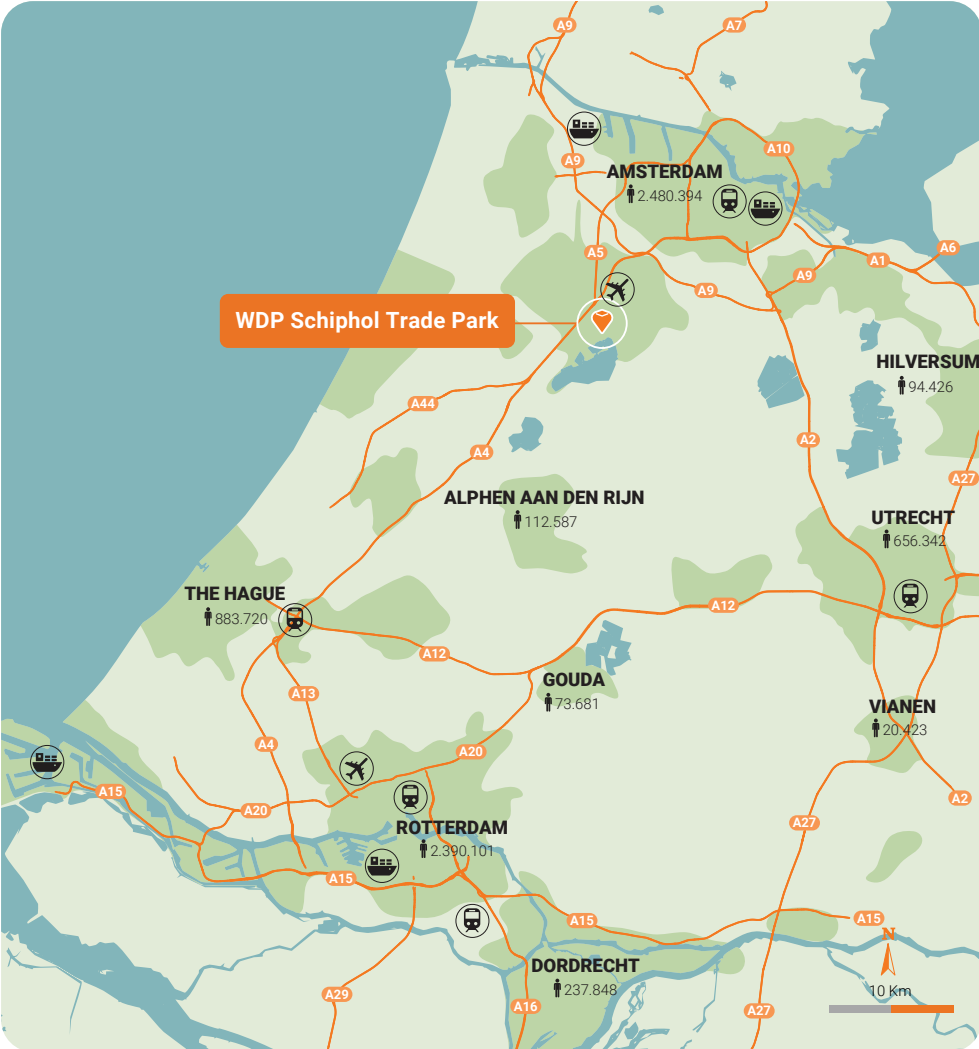 A9
A7
A9
A10
AMSTERDAM
2.480.394
A5
A6
A1
A9
A9
WDP Schiphol Trade Park
HILVERSUM
94.426
A44
A2
A4
A27
ALPHEN AAN DEN RIJN
112.587
UTRECHT
656.342
THE HAGUE
883.720
A12
A12
GOUDA
73.681
A13
VIANEN
20.423
A4
A20
A15
A2
A20
A27
ROTTERDAM
2.390.101
A15
A15
A15
N
DORDRECHT
237.848
10 Km
A29
A16
A27